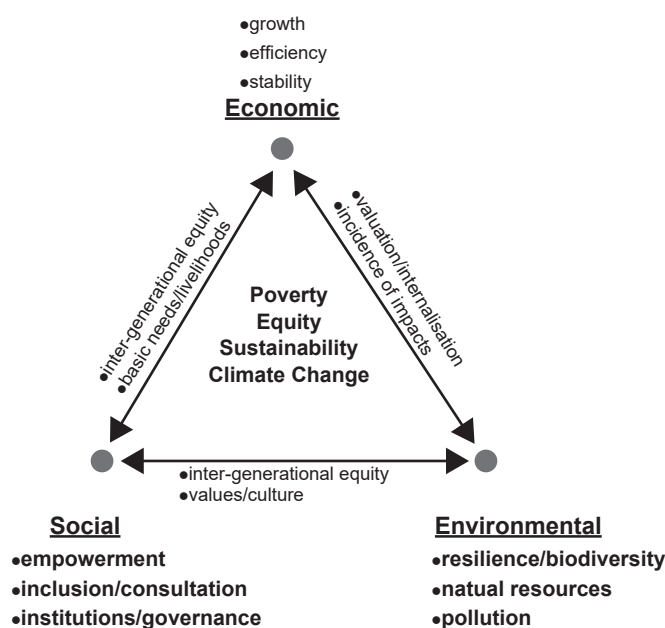 ●growth
●efficiency
●stability
Economic
●inter-generational equity
●basic needs/livelihoods
●valuation/internalisation
●incidence of impacts
Poverty
Equity
Sustainability
Climate Change
●inter-generational equity
●values/culture
Social
●empowerment
●inclusion/consultation
●institutions/governance
Environmental
●resilience/biodiversity
●natual resources
●pollution